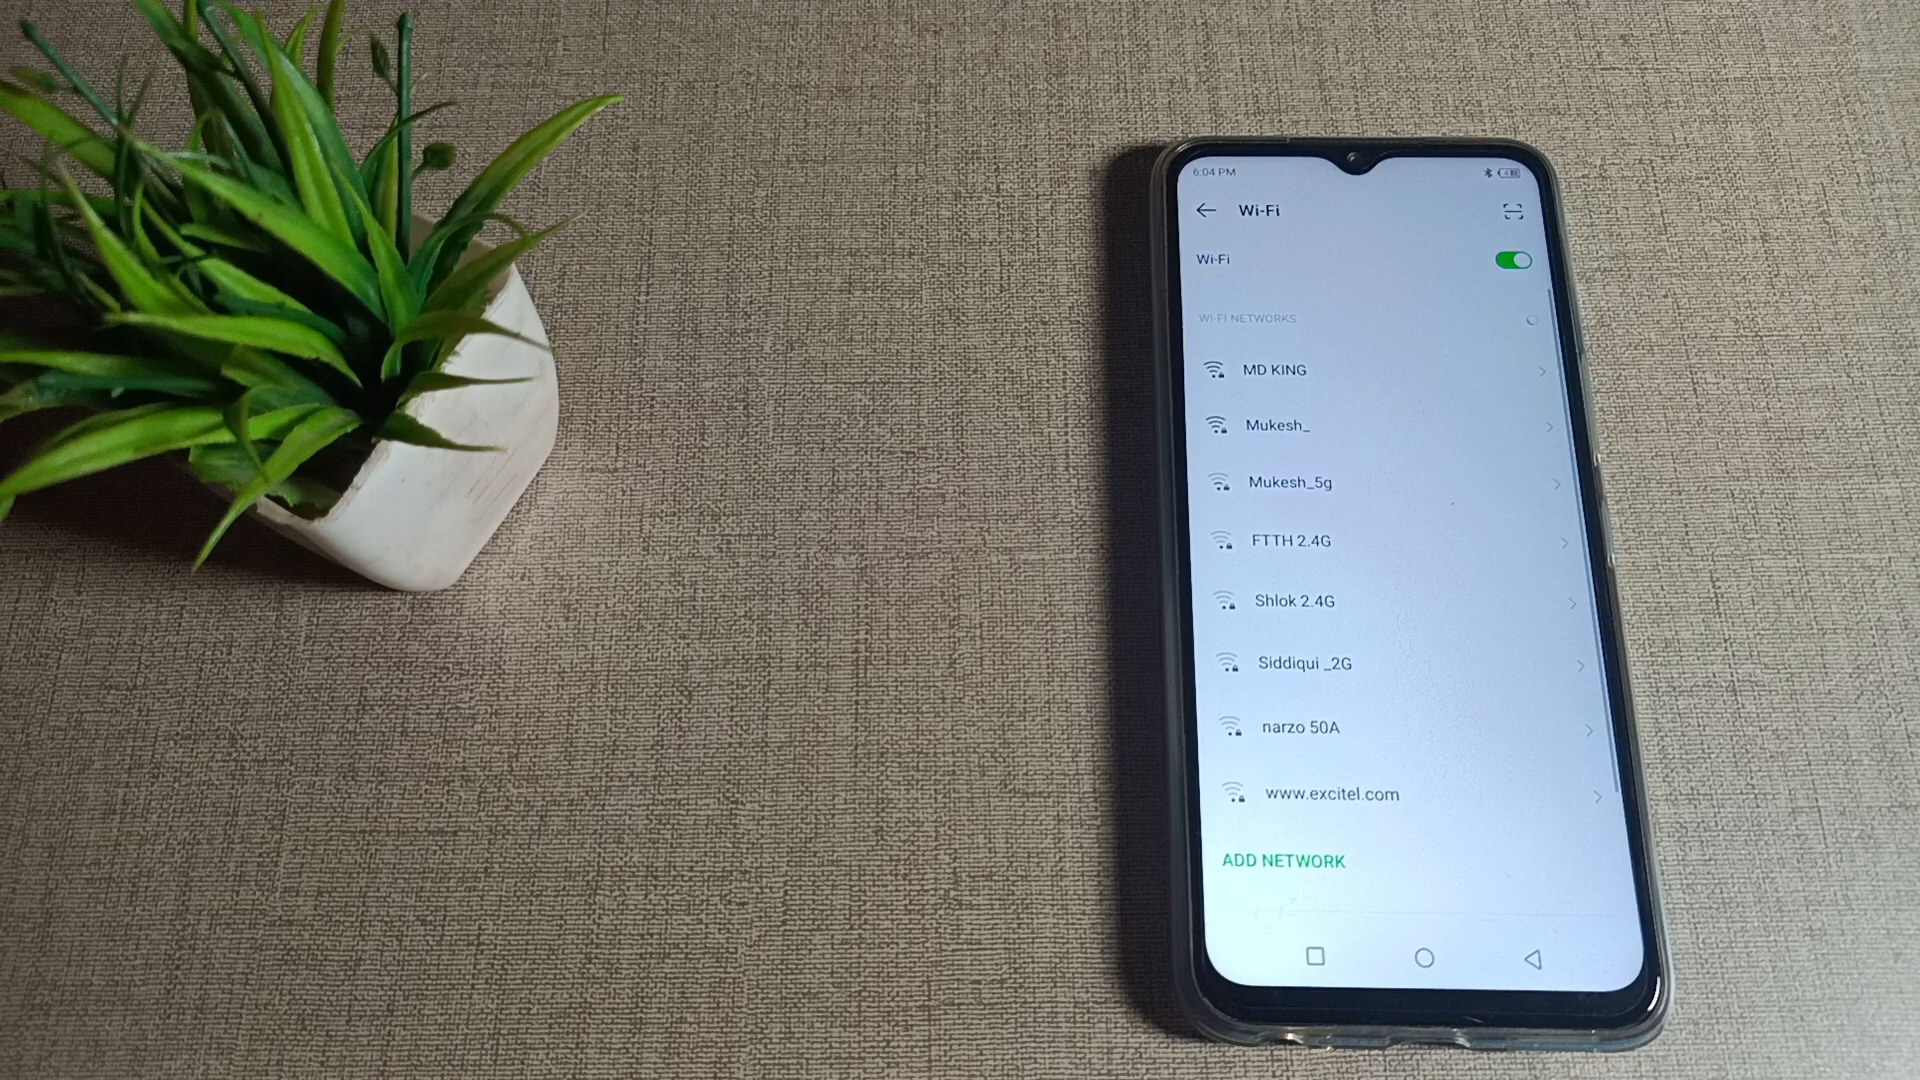 6:04 PM
Wi-Fi
Wi-Fi
WI-FI NETWORKS
MD KING
Mukesh_
Mukesh_5g
FTTH 2.4G
Shlok 2.4G
Siddiqui _2G
narzo 50A
www.excitel.com
ADD NETWORK